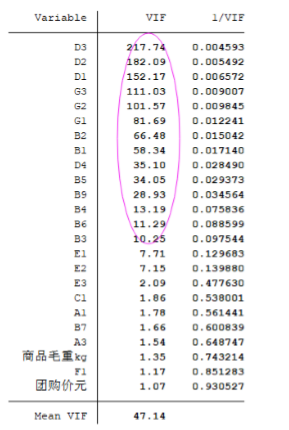 Variable VIF 1/VIF
D3 217.74 0.004593
D2 182.09 0.005492
D1 152.17 0.006572
G3 111.03 0.009007
G2 101.57 0.009845
G1 81.69 0.012241
B2 66.48 0.015042
B1 58.34 0.017140
D4 35.10 0.028490
B5 34.05 0.029373
B9 28.93 0.034564
B4 13.19 0.075836
B6 11.29 0.088599
B3 10.25 0.097544
E1 7.71 0.129683
E2 7.15 0.139880
E3 2.09 0.477630
C1 1.86 0.538001
A1 1.78 0.561441
B7 1.66 0.600839
A3 1.54 0.648747
商品毛重kg 1.35 0.743214
F1 1.17 0.851283
团购价元 1.07 0.930527
Mean VIF 47.14